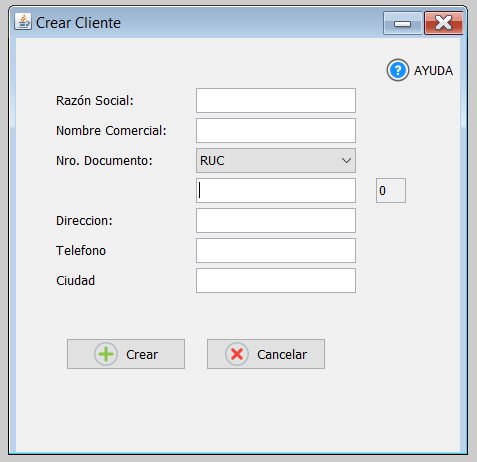 Crear Cliente
AYUDA
Razón Social:
Nombre Comercial:
Nro. Documento: RUC
0
Direccion:
Telefono
Ciudad
Crear Cancelar